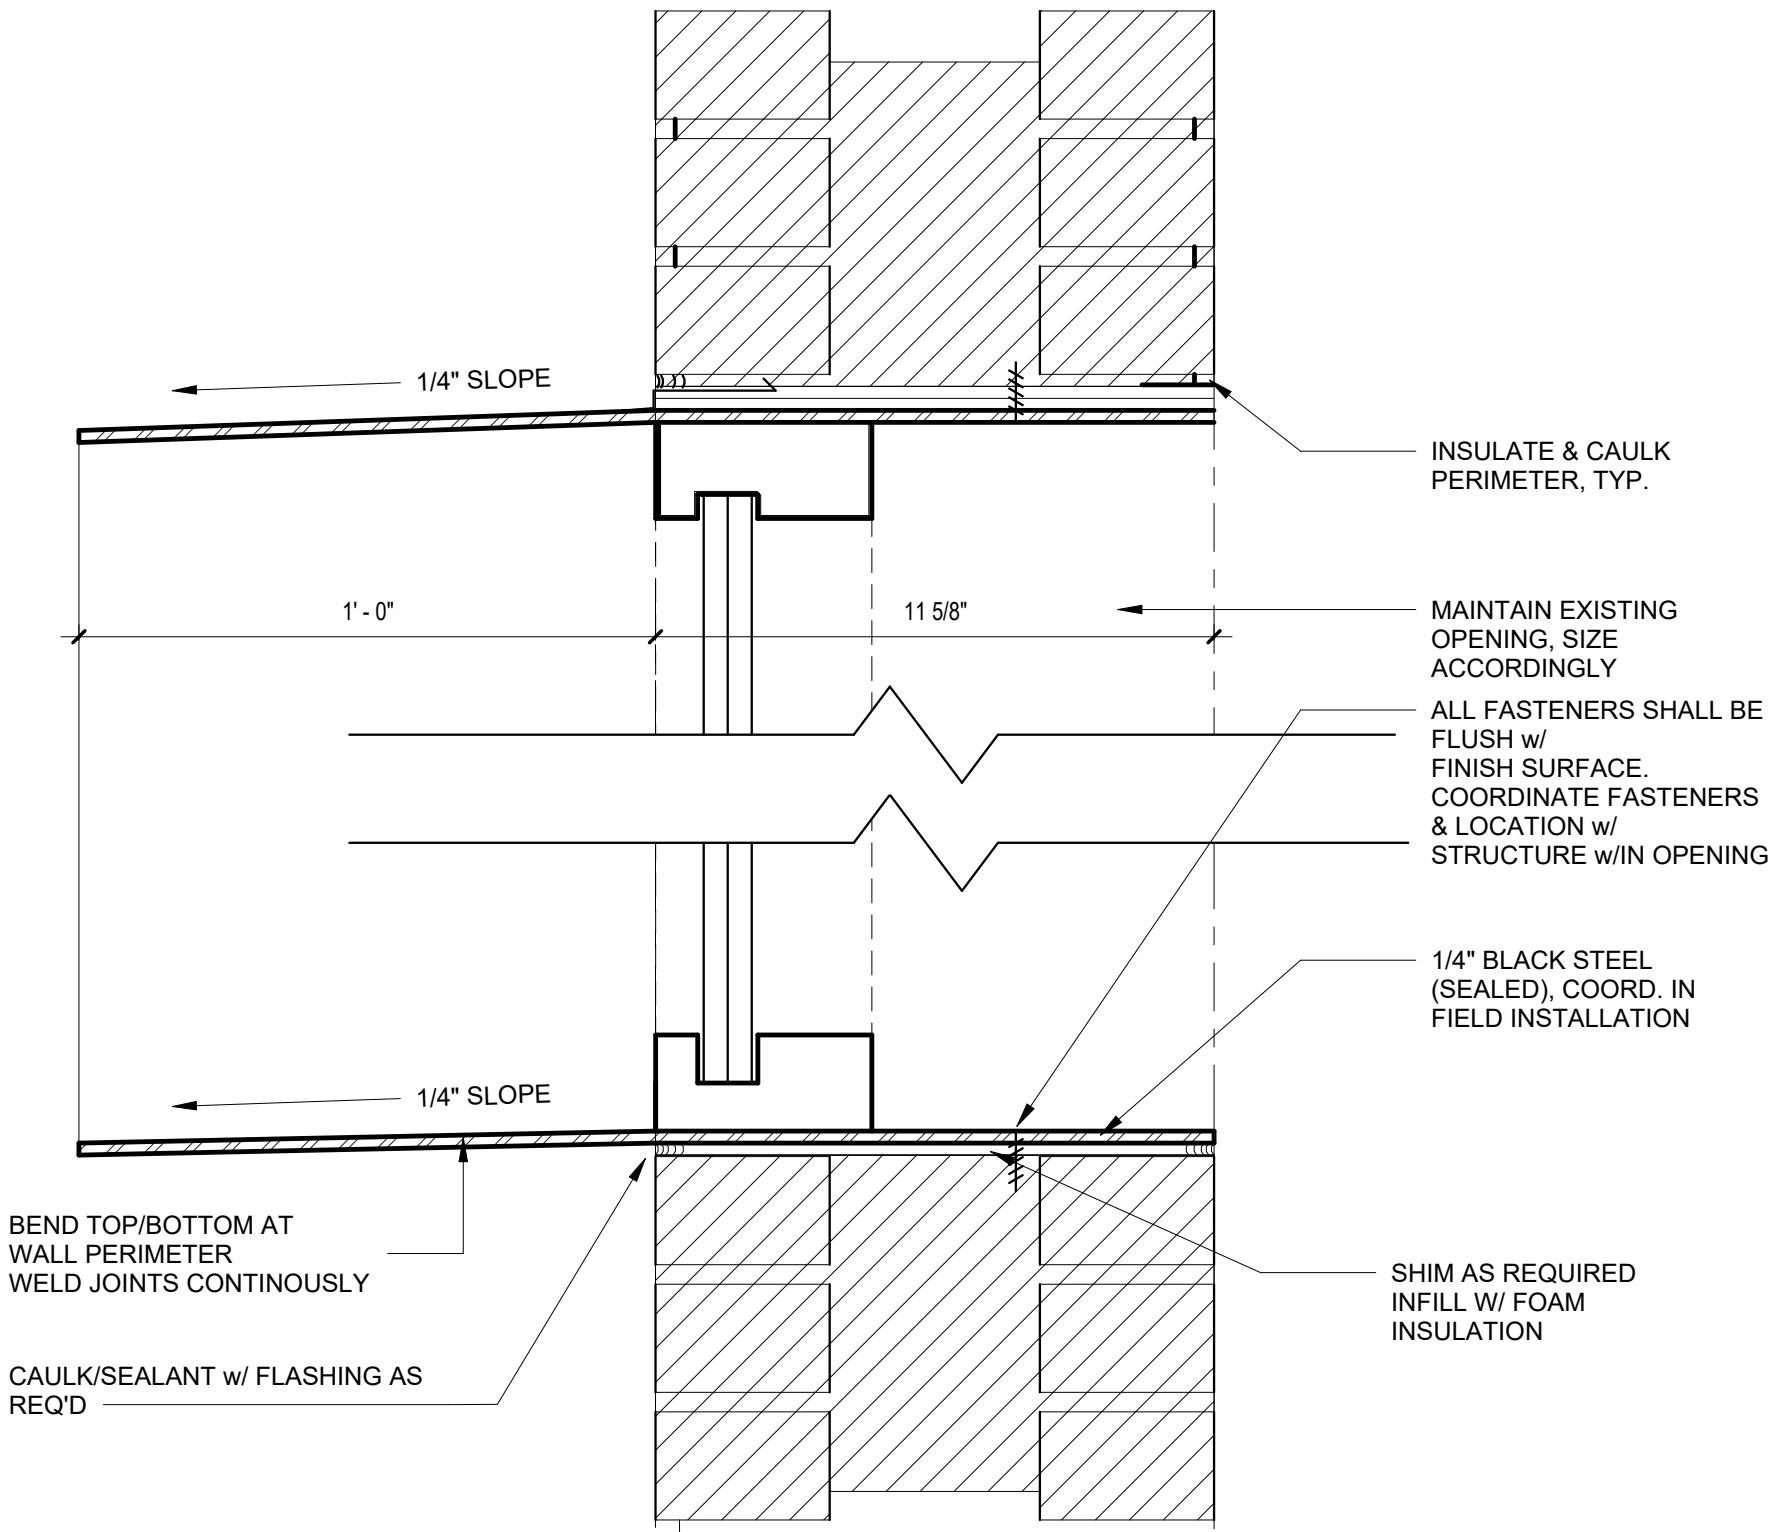 1/4" SLOPE
INSULATE & CAULK
PERIMETER, TYP.
1' - 0"
11 5/8"
MAINTAIN EXISTING
OPENING, SIZE
ACCORDINGLY
ALL FASTENERS SHALL BE
FLUSH w/
FINISH SURFACE.
COORDINATE FASTENERS
& LOCATION w/
STRUCTURE w/IN OPENING
1/4" BLACK STEEL
(SEALED), COORD. IN
FIELD INSTALLATION
1/4" SLOPE
BEND TOP/BOTTOM AT
WALL PERIMETER
WELD JOINTS CONTINOUSLY
SHIM AS REQUIRED
INFILL W/ FOAM
INSULATION
CAULK/SEALANT w/ FLASHING AS
REQ'D